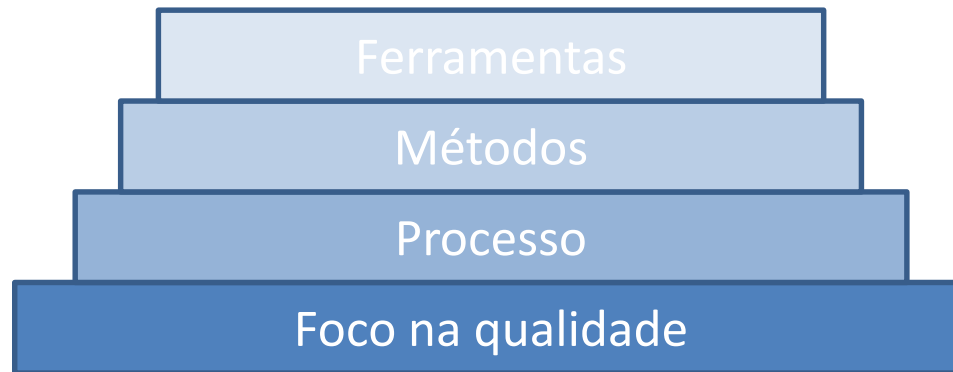 Ferramentas
Métodos
Processo
Foco na qualidade